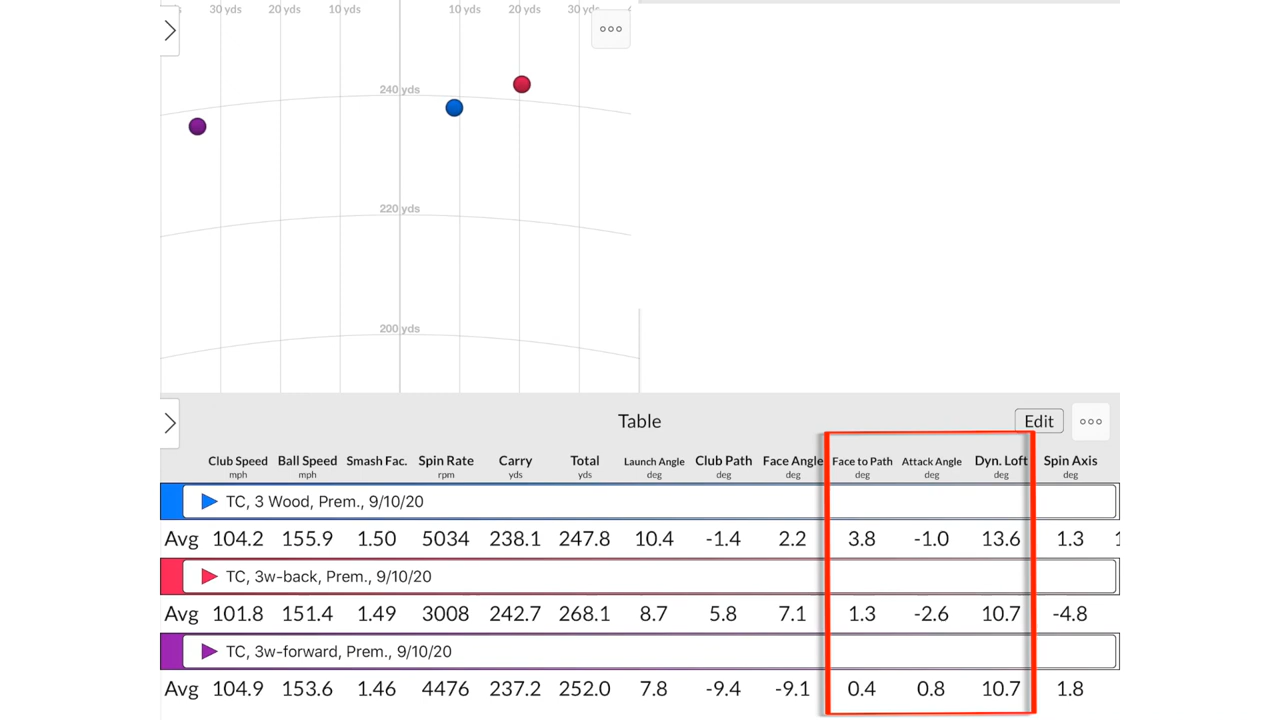 30 yds 20 yds 10 yds 10 yds 20 yds 30 yds
240 yds
220 yds
200 yds
Table
Edit
Club Speed Ball Speed Smash Fac. Spin Rate Carry Total Launch Angle Club Path Face Angle Face to Path Attack Angle Dyn. Loft Spin Axis
mph mph rpm yds yds deg deg deg deg deg deg deg
TC, 3 Wood, Prem., 9/10/20
Avg 104.2 155.9 1.50 5034 238.1 247.8 10.4 -1.4 2.2 3.8 -1.0 13.6 1.3
TC, 3w-back, Prem., 9/10/20
Avg 101.8 151.4 1.49 3008 242.7 268.1 8.7 5.8 7.1 1.3 -2.6 10.7 -4.8
TC, 3w-forward, Prem., 9/10/20
Avg 104.9 153.6 1.46 4476 237.2 252.0 7.8 -9.4 -9.1 0.4 0.8 10.7 1.8